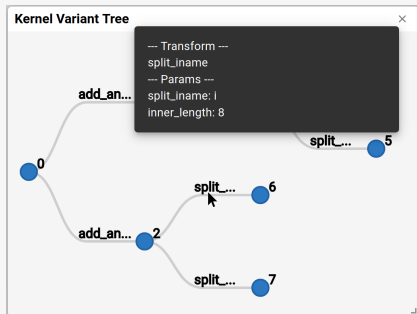 Kernel Variant Tree ×
--- Transform ---
split_iname
--- Params ---
split_iname: i
inner_length: 8
add_an...
split_... 5
0
split_... 6
add_an... 2
split_... 7